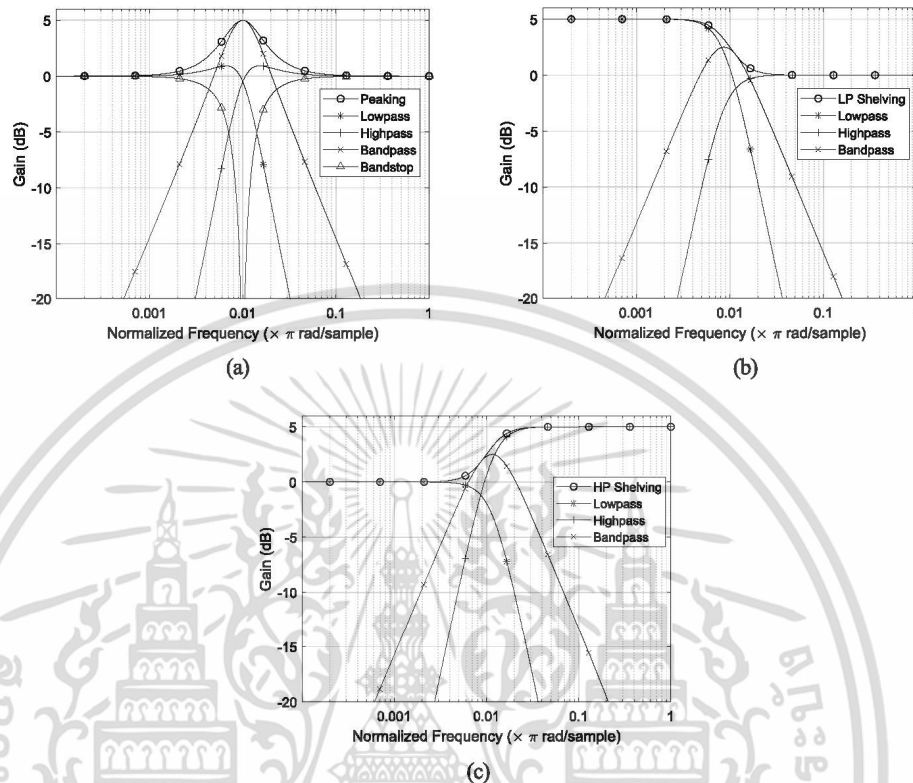 5
0
-5
-10
-15
-20
Gain (dB)
Peaking
Lowpass
Highpass
Bandpass
Bandstop
0.001
0.01
0.1
1
Normalized Frequency (× π rad/sample)
(a)
5
0
-5
-10
-15
-20
Gain (dB)
LP Shelving
Lowpass
Highpass
Bandpass
0.001
0.01
0.1
Normalized Frequency (× π rad/sample)
(b)
5
0
-5
-10
-15
-20
Gain (dB)
HP Shelving
Lowpass
Highpass
Bandpass
0.001
0.01
0.1
1
Normalized Frequency (× π rad/sample)
(c)